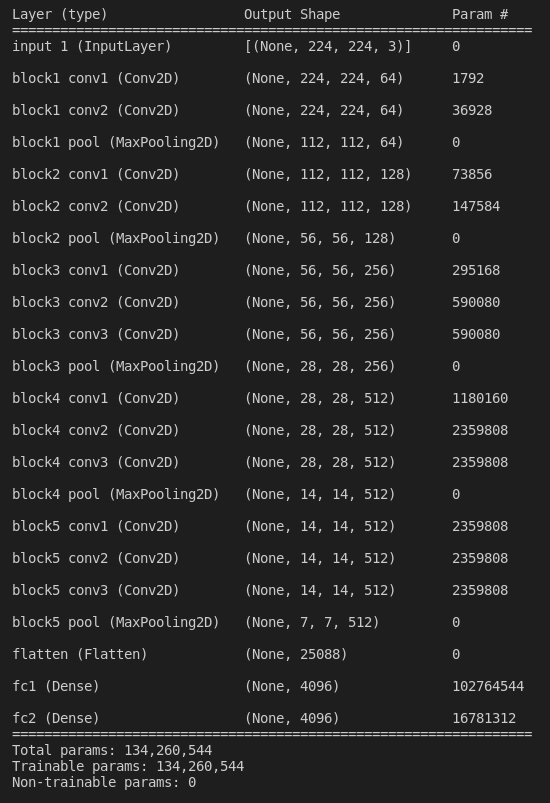 Layer (type) Output Shape Param #
=================================================================
input 1 (InputLayer) [(None, 224, 224, 3)] 0
block1 conv1 (Conv2D) (None, 224, 224, 64) 1792
block1 conv2 (Conv2D) (None, 224, 224, 64) 36928
block1 pool (MaxPooling2D) (None, 112, 112, 64) 0
block2 conv1 (Conv2D) (None, 112, 112, 128) 73856
block2 conv2 (Conv2D) (None, 112, 112, 128) 147584
block2 pool (MaxPooling2D) (None, 56, 56, 128) 0
block3 conv1 (Conv2D) (None, 56, 56, 256) 295168
block3 conv2 (Conv2D) (None, 56, 56, 256) 590080
block3 conv3 (Conv2D) (None, 56, 56, 256) 590080
block3 pool (MaxPooling2D) (None, 28, 28, 256) 0
block4 conv1 (Conv2D) (None, 28, 28, 512) 1180160
block4 conv2 (Conv2D) (None, 28, 28, 512) 2359808
block4 conv3 (Conv2D) (None, 28, 28, 512) 2359808
block4 pool (MaxPooling2D) (None, 14, 14, 512) 0
block5 conv1 (Conv2D) (None, 14, 14, 512) 2359808
block5 conv2 (Conv2D) (None, 14, 14, 512) 2359808
block5 conv3 (Conv2D) (None, 14, 14, 512) 2359808
block5 pool (MaxPooling2D) (None, 7, 7, 512) 0
flatten (Flatten) (None, 25088) 0
fc1 (Dense) (None, 4096) 102764544
fc2 (Dense) (None, 4096) 16781312
=================================================================
Total params: 134,260,544
Trainable params: 134,260,544
Non-trainable params: 0